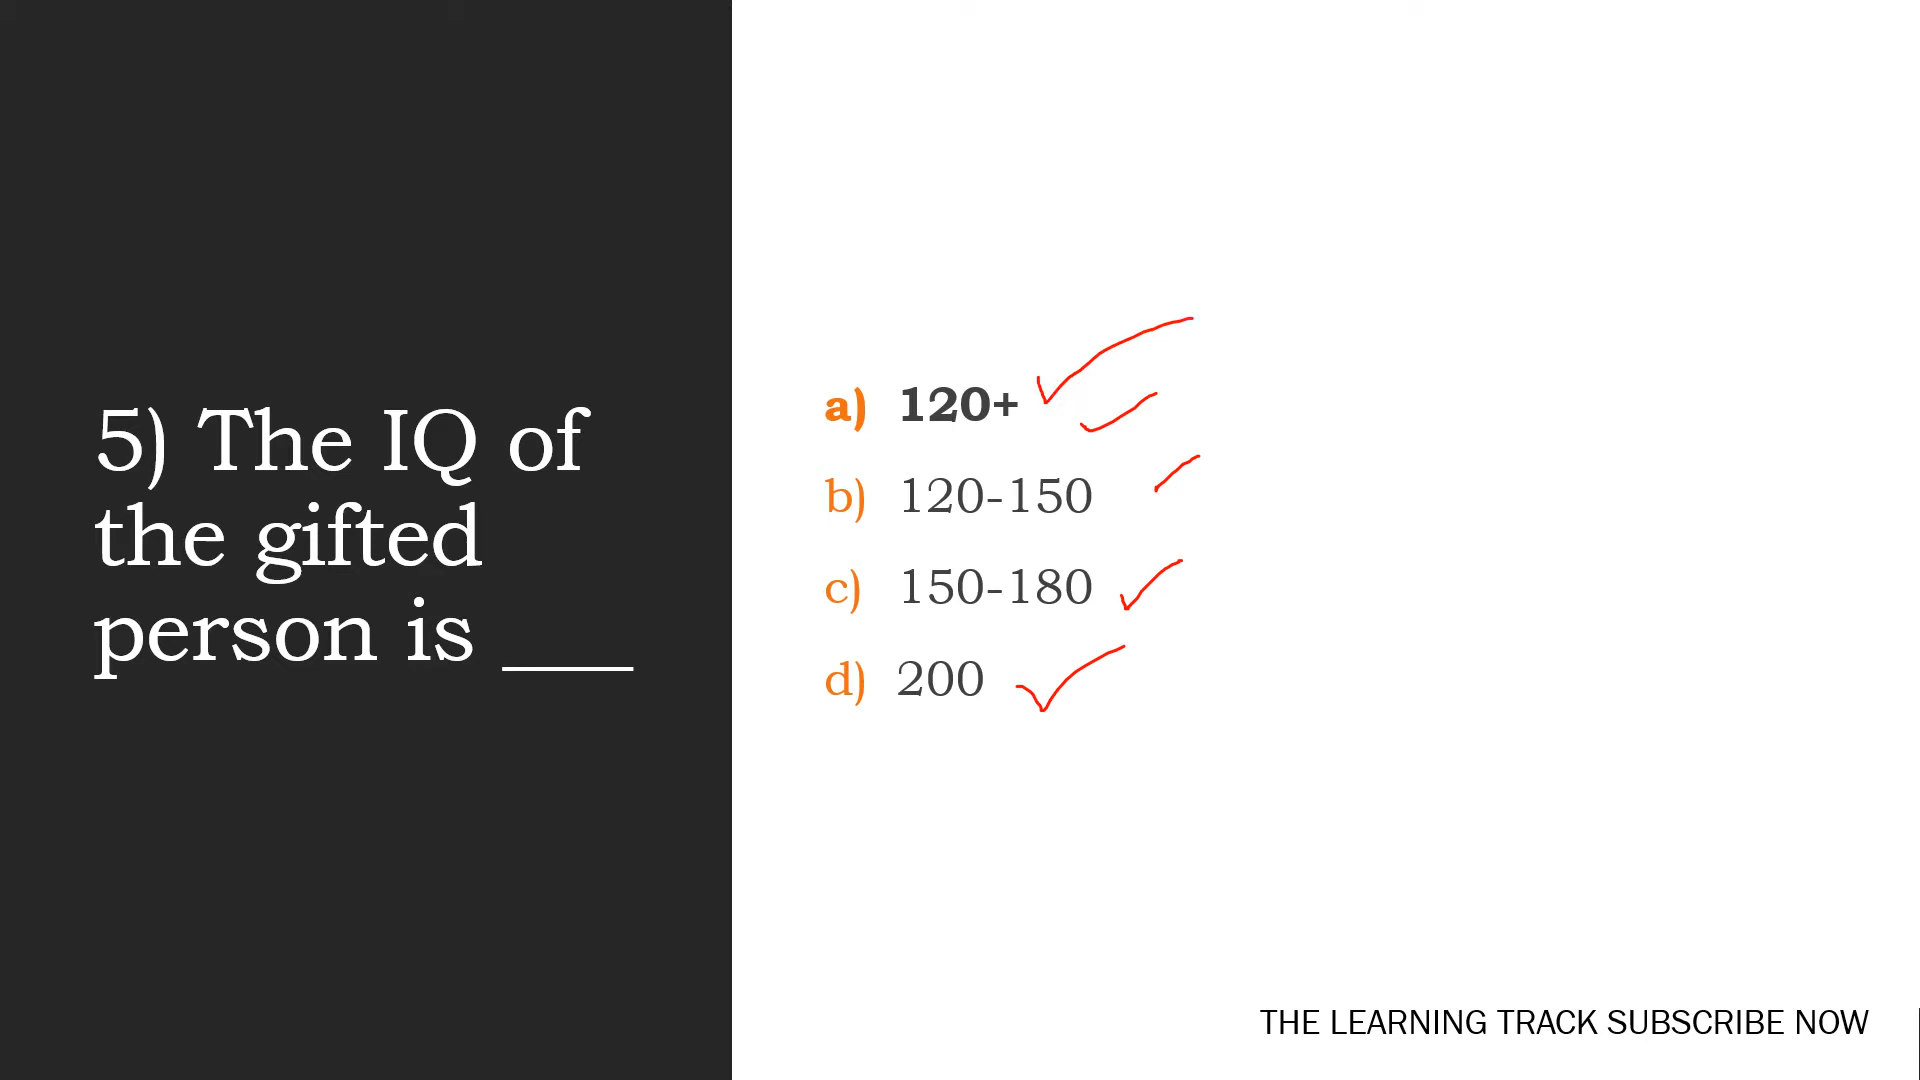 5) The IQ of
the gifted
person is ___
a) 120+
b) 120-150
c) 150-180
d) 200
THE LEARNING TRACK SUBSCRIBE NOW